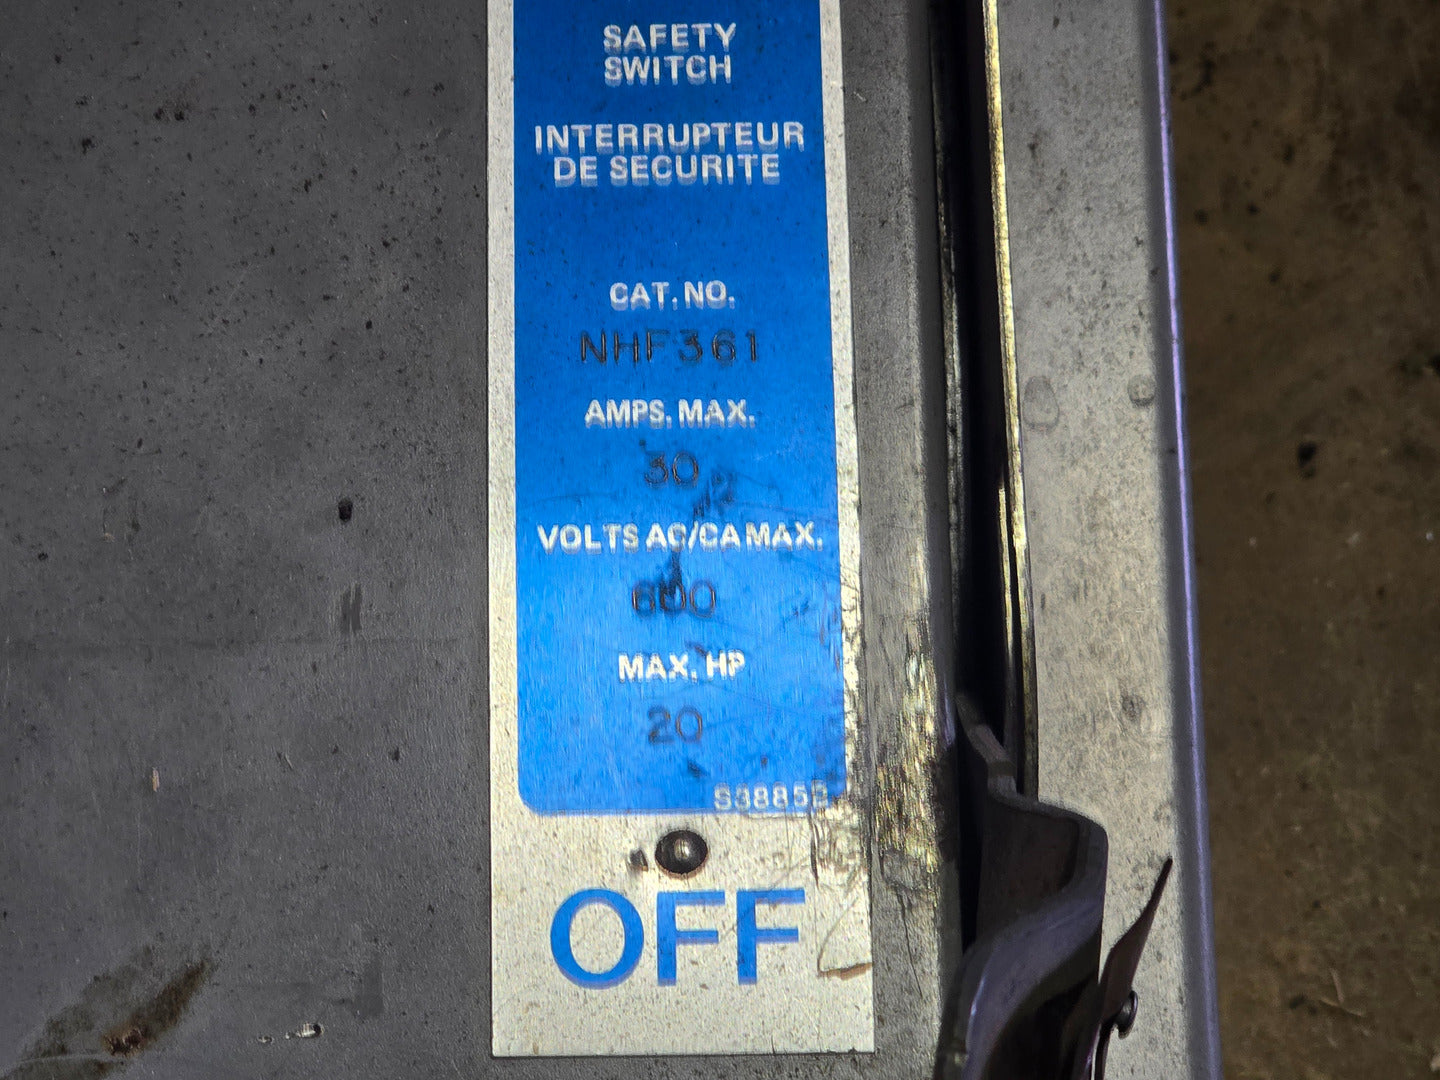 SAFETY
SWITCH
INTERRUPTEUR
DE SECURITE
CAT. NO.
NHF361
AMPS. MAX.
30
VOLTS AC/CA MAX.
600
MAX. HP
20
S3885B
OFF